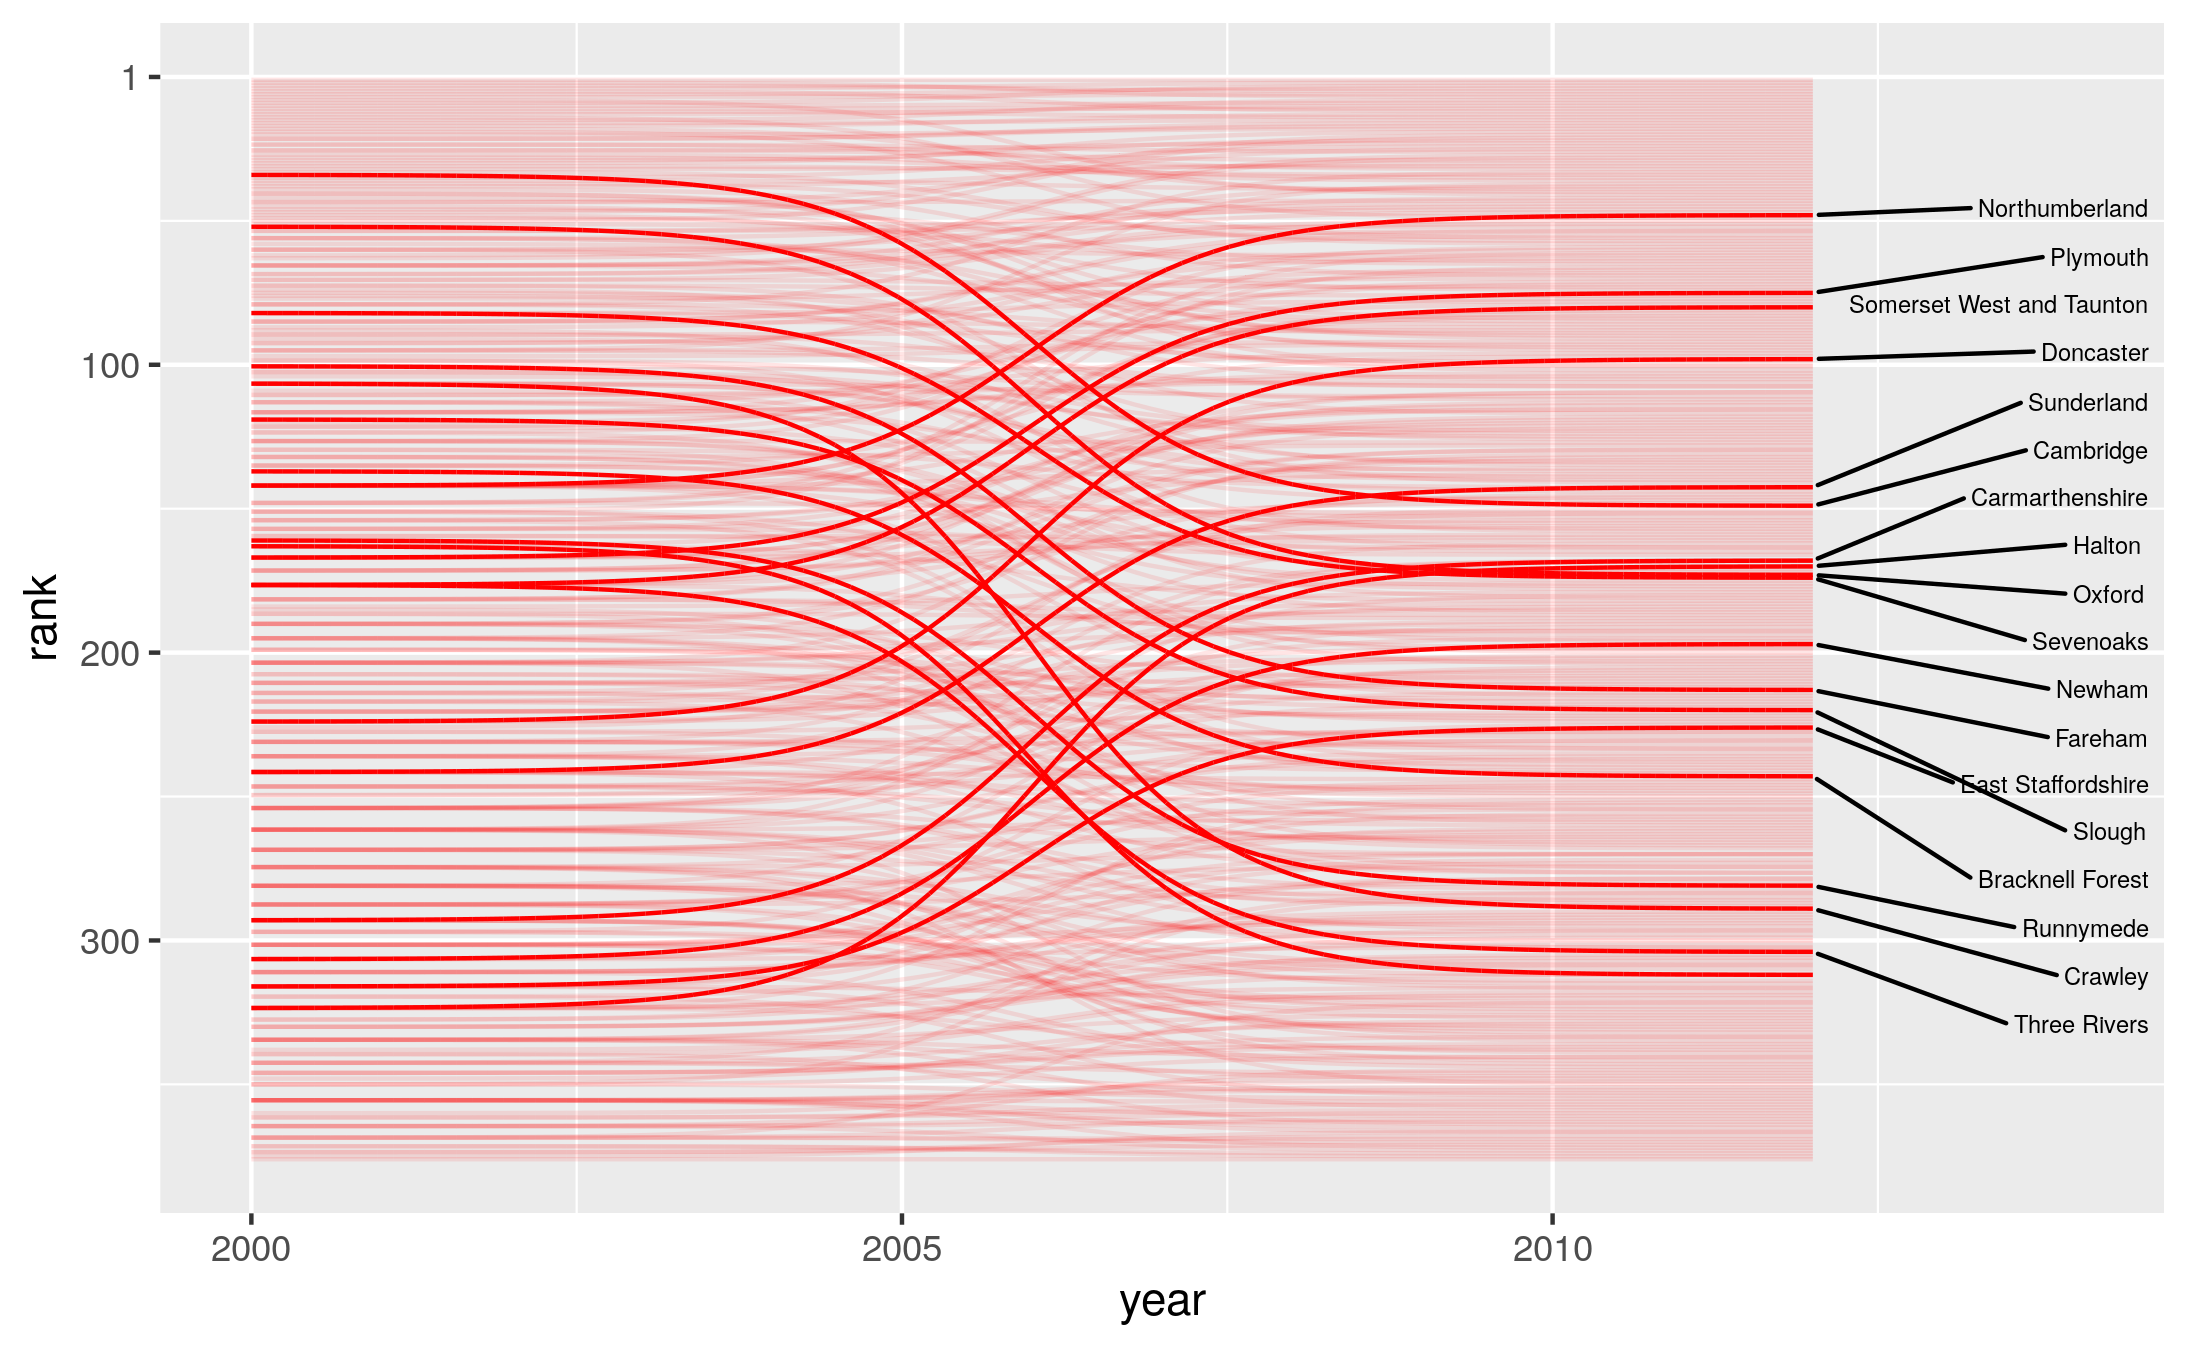 1
100
200
300
rank
2000
2005
2010
year
Northumberland
Plymouth
Somerset West and Taunton
Doncaster
Sunderland
Cambridge
Carmarthenshire
Halton
Oxford
Sevenoaks
Newham
Fareham
East Staffordshire
Slough
Bracknell Forest
Runnymede
Crawley
Three Rivers